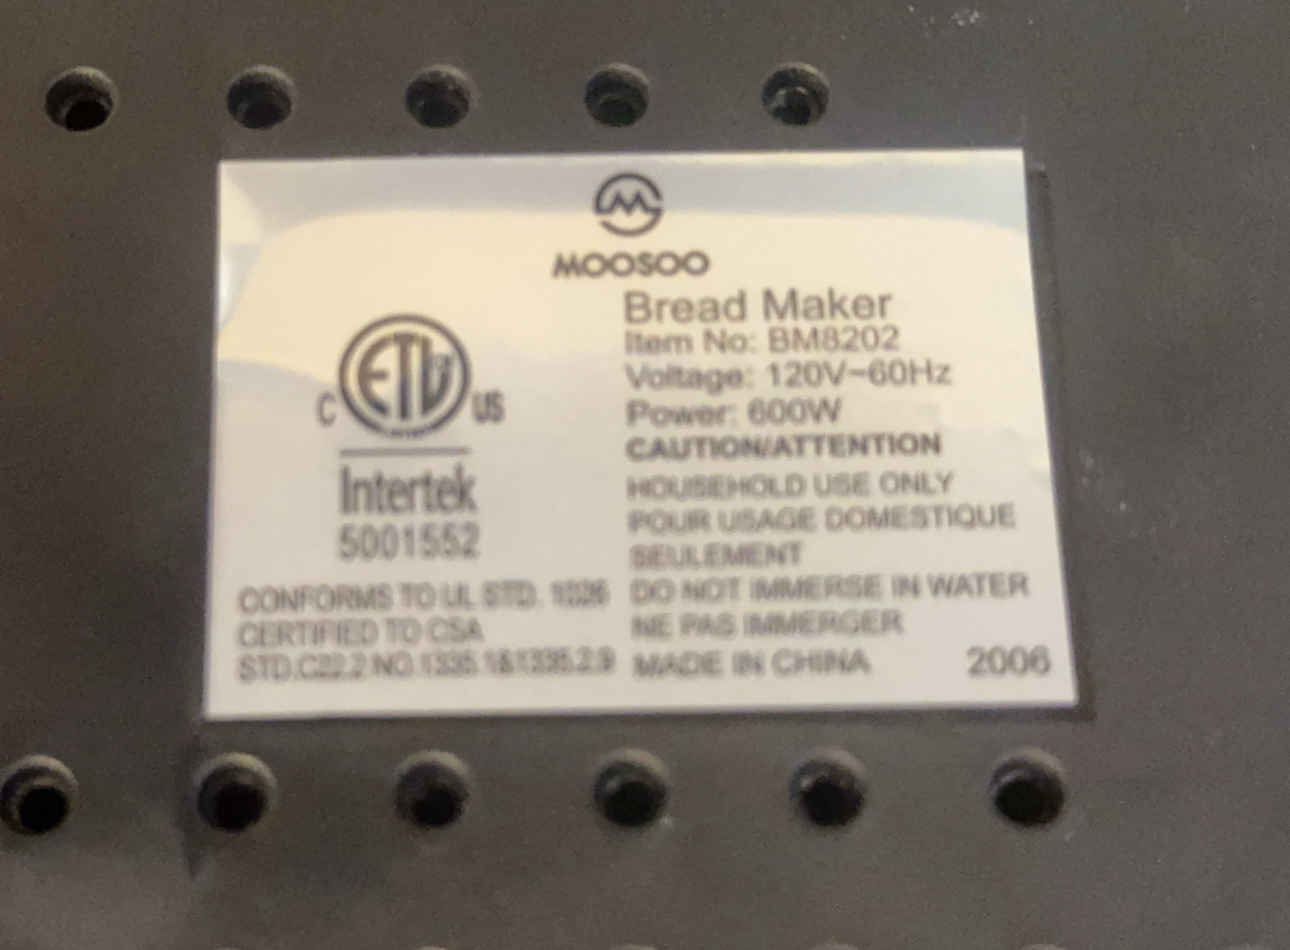 MOOSOO
Bread Maker
Item No: BM8202
Voltage: 120V~60Hz
Power: 600W
CAUTION/ATTENTION
HOUSEHOLD USE ONLY
POUR USAGE DOMESTIQUE
SEULEMENT
DO NOT IMMERSE IN WATER
NE PAS IMMERGER
MADE IN CHINA 2006
C ETL US
Intertek
5001552
CONFORMS TO UL STD. 1026
CERTIFIED TO CSA
STD.C22.2 NO.1335.1&1335.2.9